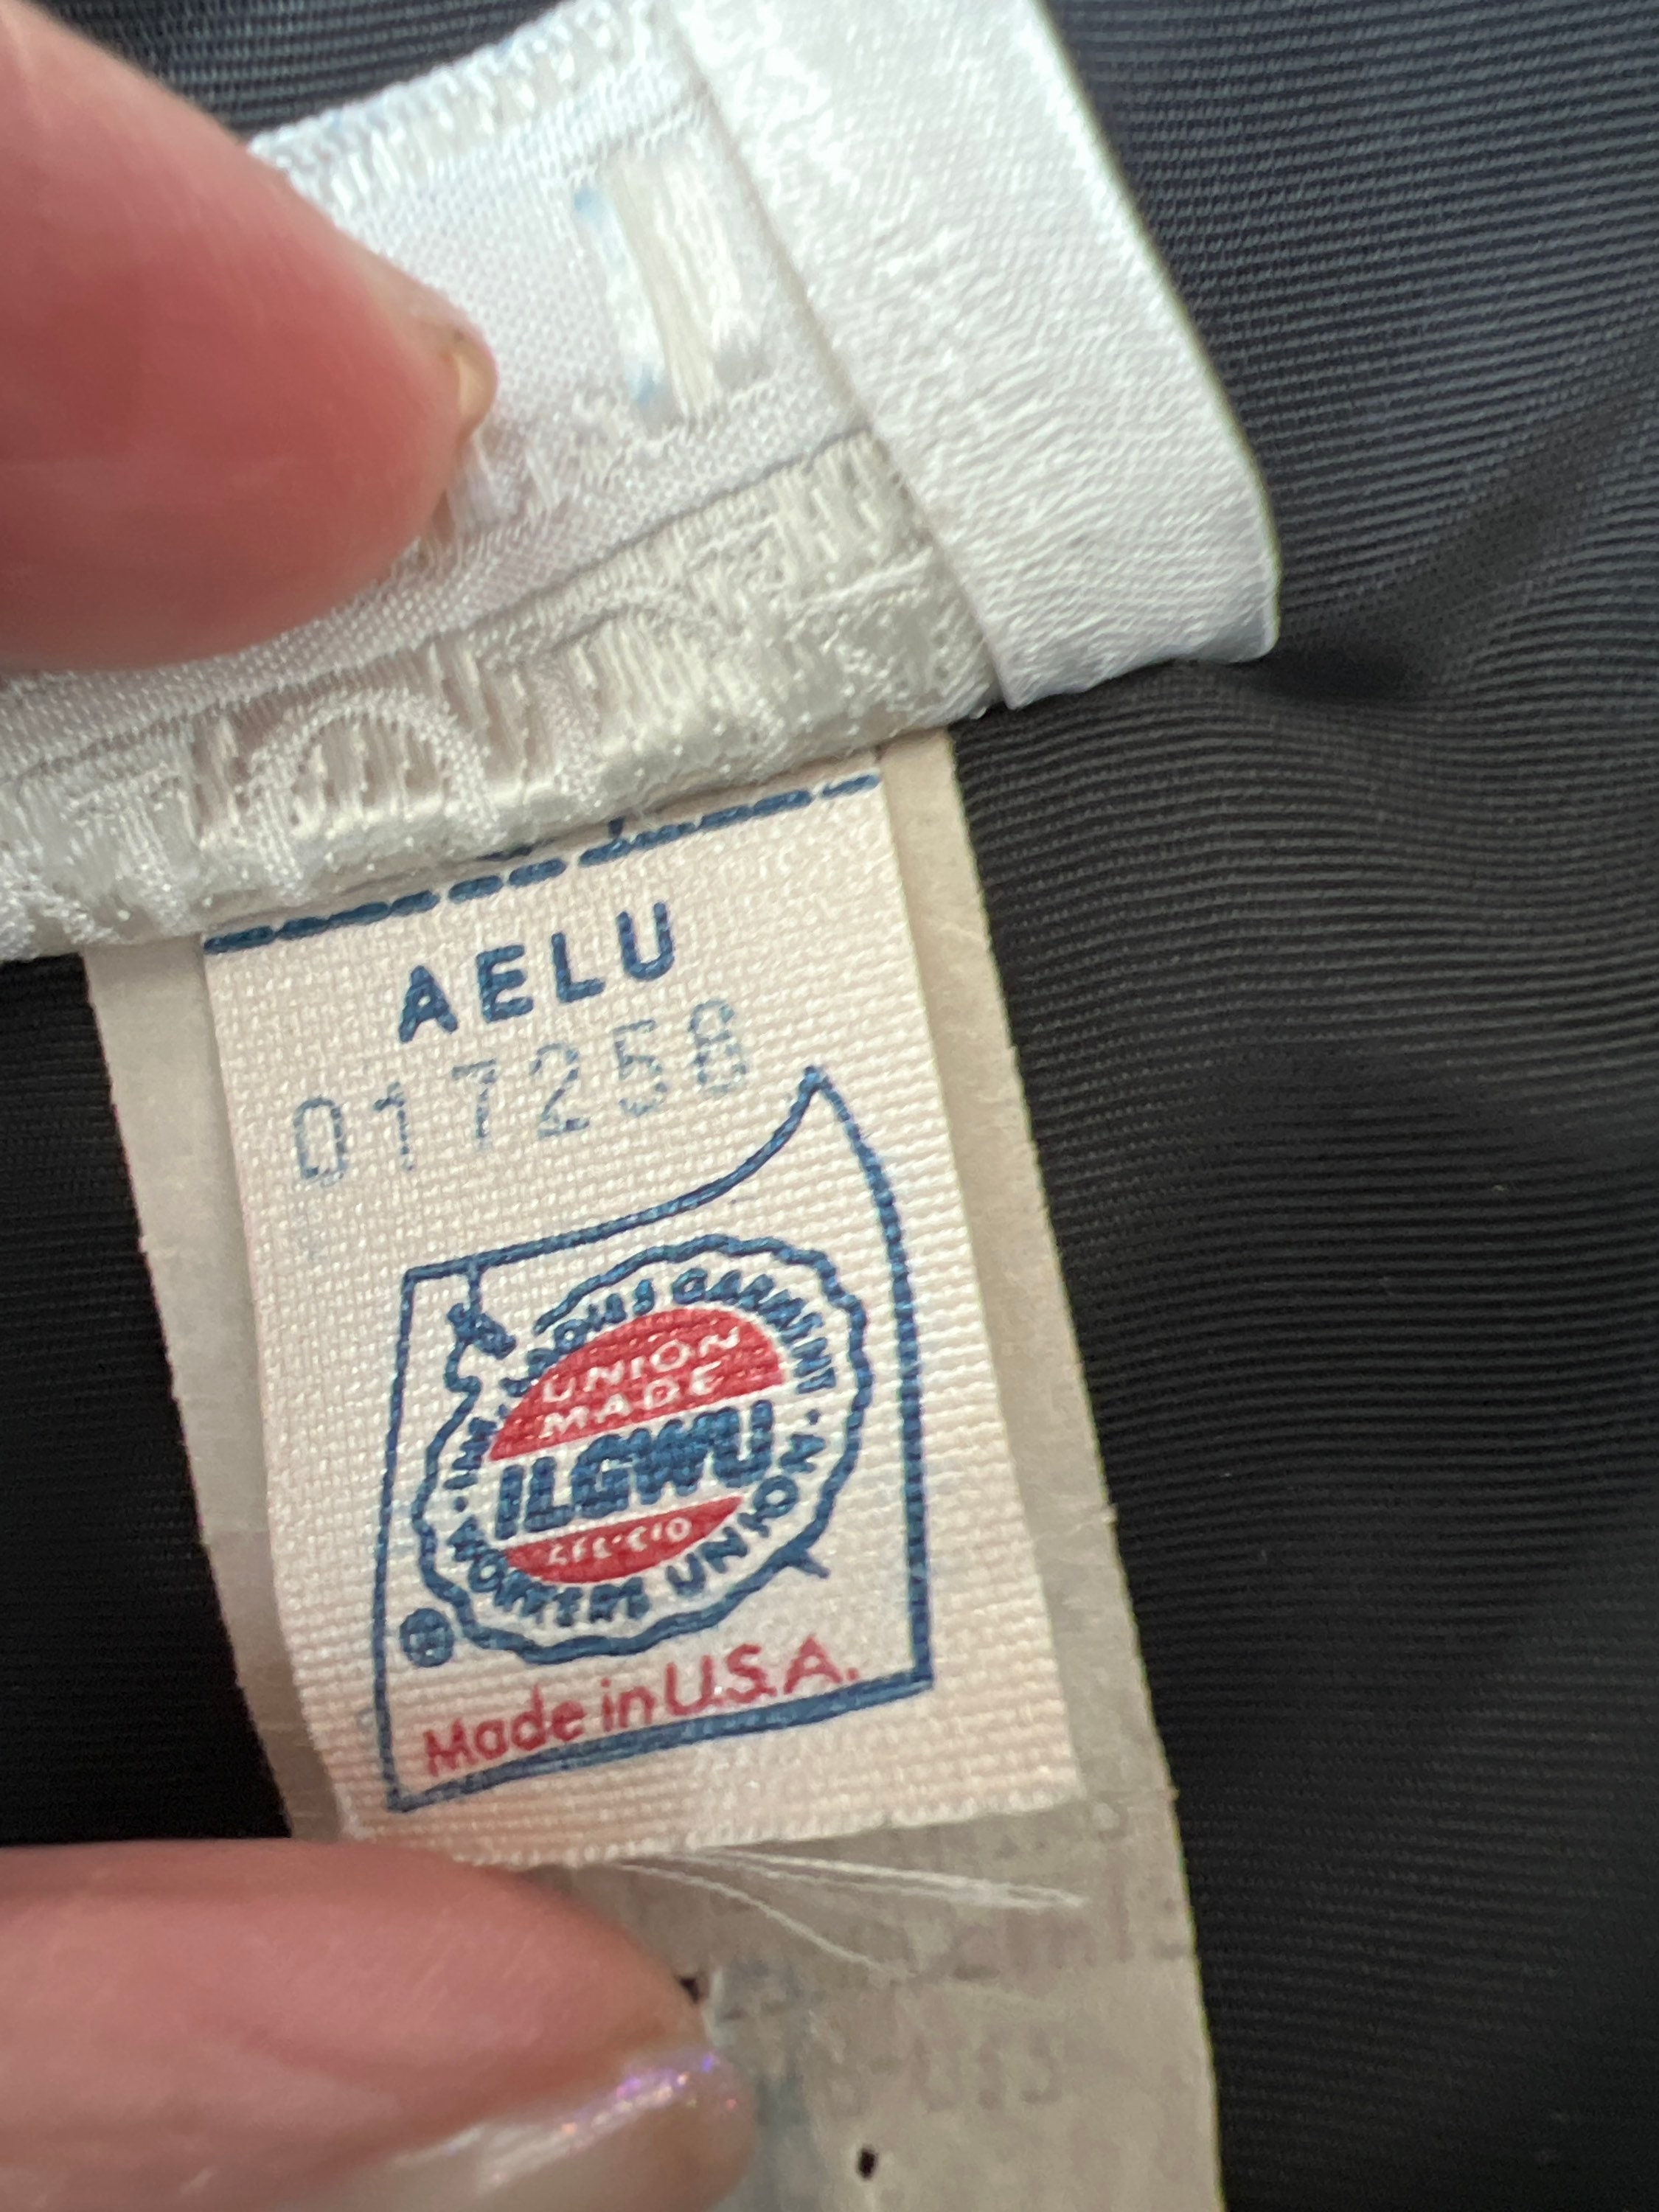 AELU
017258
INT'L LADIES GARMENT
UNION
MADE
ILGWU
AFL-CIO
WORKERS UNION
®
Made in U.S.A.